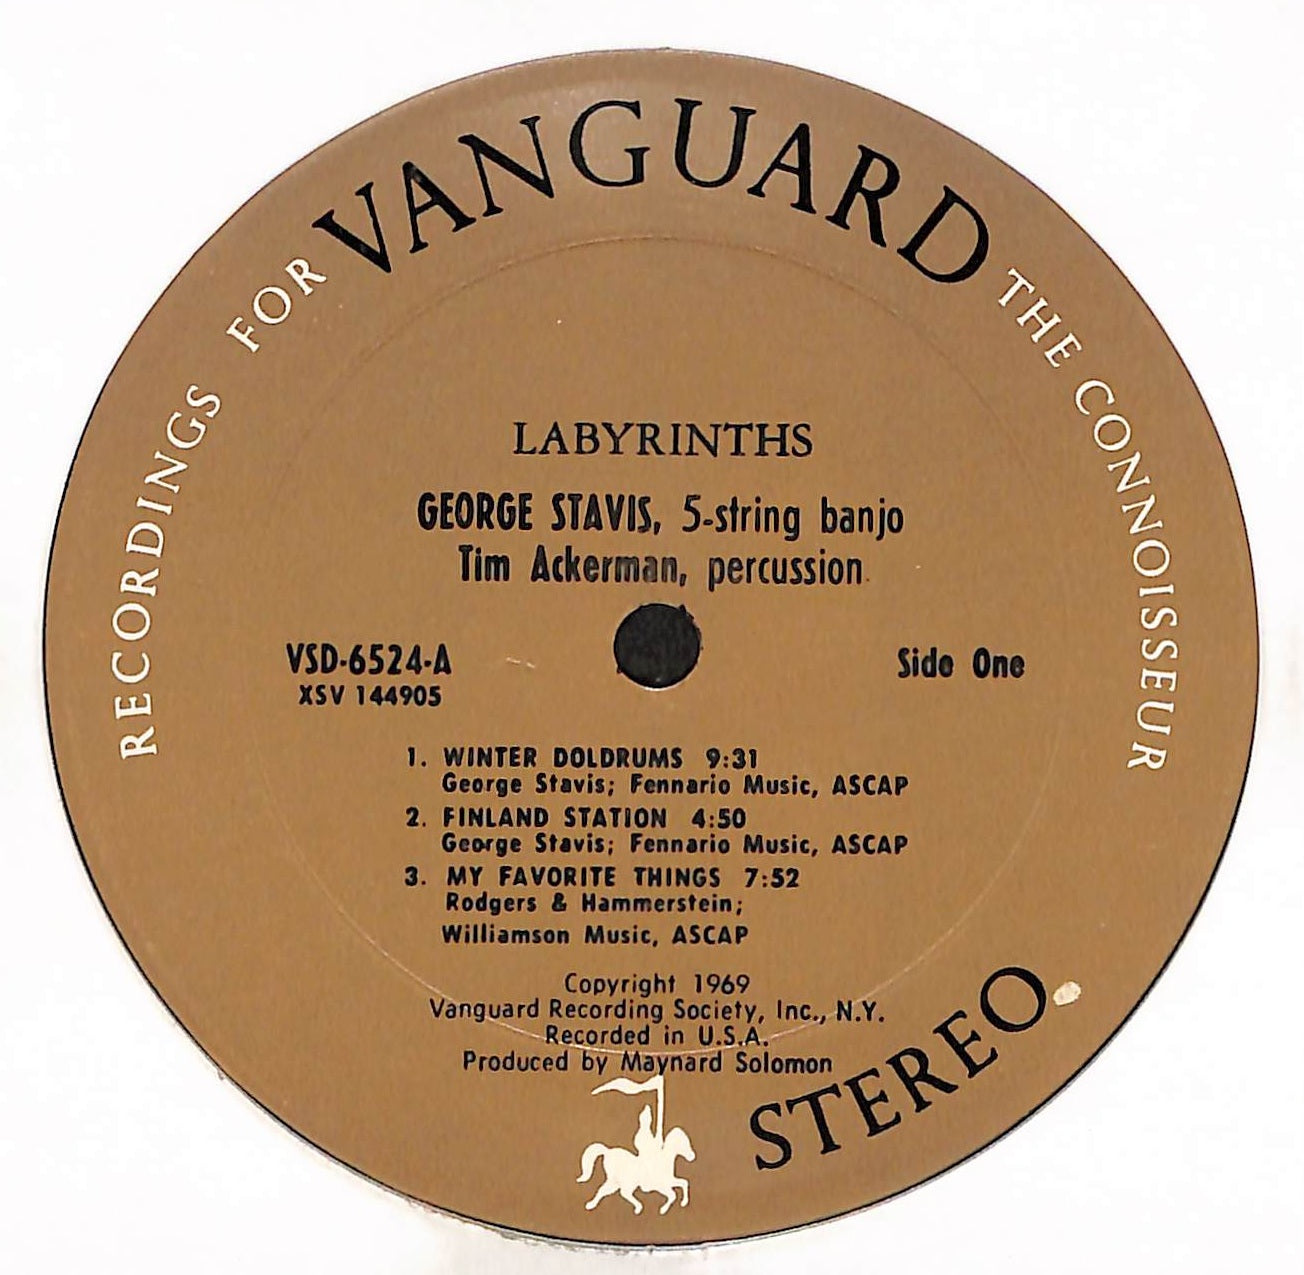 RECORDINGS FOR VANGUARD THE CONNOISSEUR
LABYRINTHS
GEORGE STAVIS, 5-string banjo
Tim Ackerman, percussion
VSD-6524-A
XSV 144905
Side One
1. WINTER DOLDRUMS 9:31
George Stavis; Fennario Music, ASCAP
2. FINLAND STATION 4:50
George Stavis; Fennario Music, ASCAP
3. MY FAVORITE THINGS 7:52
Rodgers & Hammerstein;
Williamson Music, ASCAP
Copyright 1969
Vanguard Recording Society, Inc., N.Y.
Recorded in U.S.A.
Produced by Maynard Solomon
STEREO